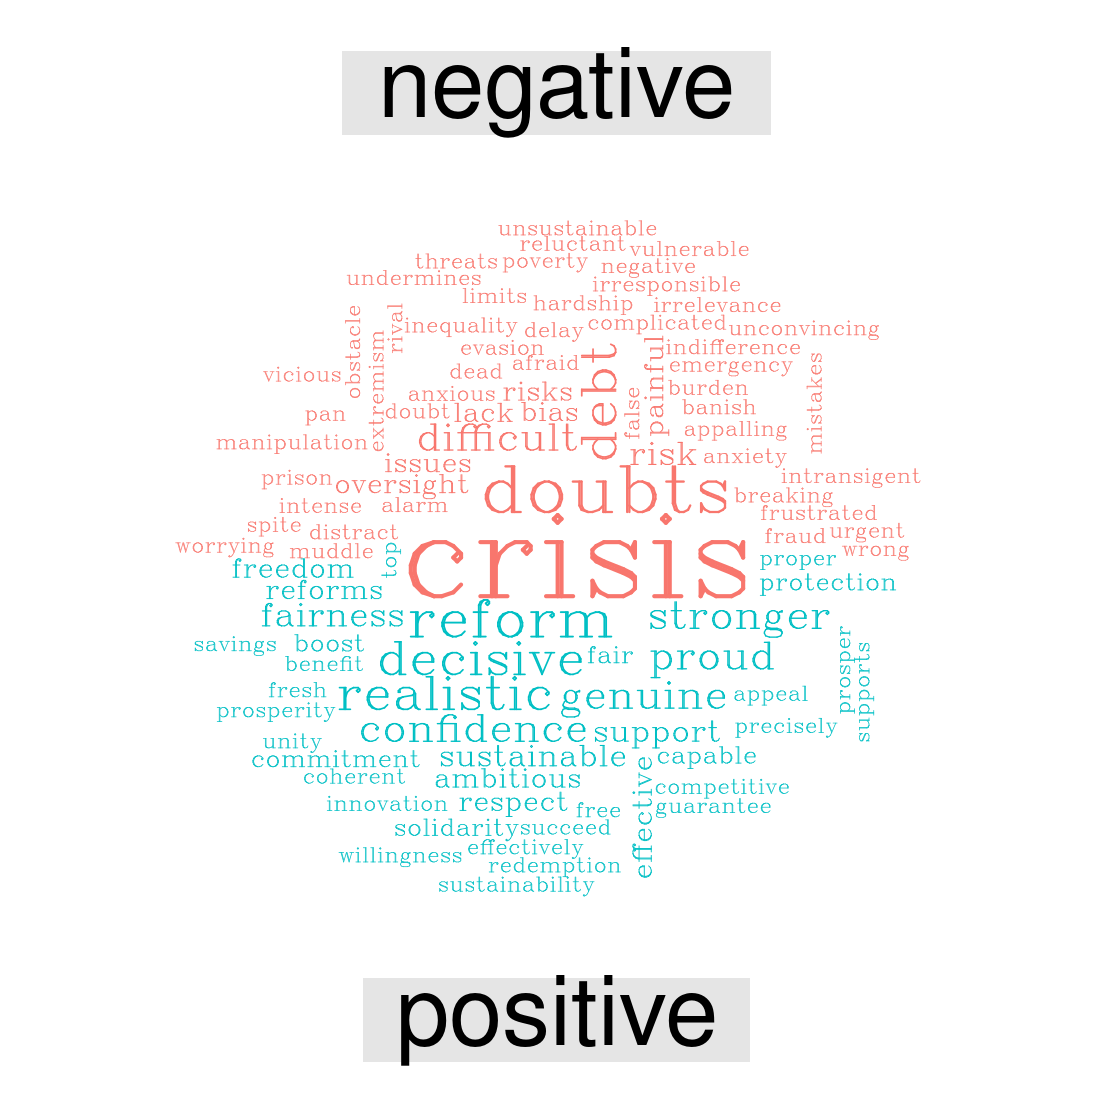 negative
unsustainable
reluctant vulnerable
threats poverty negative
undermines irresponsible
limits hardship irrelevance
obstacle rival inequality delay complicated unconvincing
extremism evasion debt painful indifference
vicious dead afraid emergency mistakes
anxious risks false burden
pan doubt lack bias banish
manipulation difficult appalling
issues risk anxiety
prison oversight doubts intransigent
intense alarm breaking
spite distract frustrated
worrying muddle crisis fraud urgent
wrong
freedom top proper
reforms protection
fairness reform stronger
savings boost decisive fair proud prosper supports
benefit
fresh realistic genuine appeal
prosperity confidence support precisely
unity
commitment sustainable capable
coherent ambitious effective competitive
innovation respect free guarantee
solidarity succeed
willingness effectively
redemption
sustainability
positive